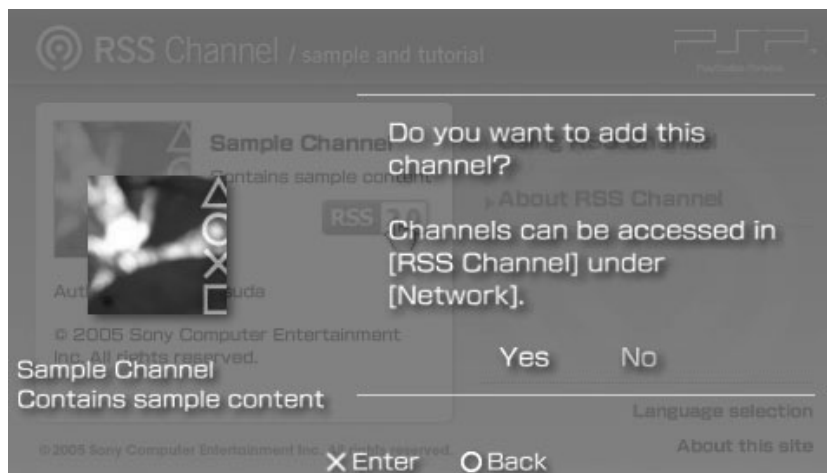 RSS Channel / sample and tutorial
PSP
Sample Channel
Contains sample content
RSS 2.0
© 2005 Sony Computer Entertainment
Inc. All rights reserved.
Sample Channel
Contains sample content
Do you want to add this
channel?
Channels can be accessed in
[RSS Channel] under
[Network].
Yes No
About RSS Channel
Language selection
About this site
© 2005 Sony Computer Entertainment Inc. All rights reserved.
X Enter O Back